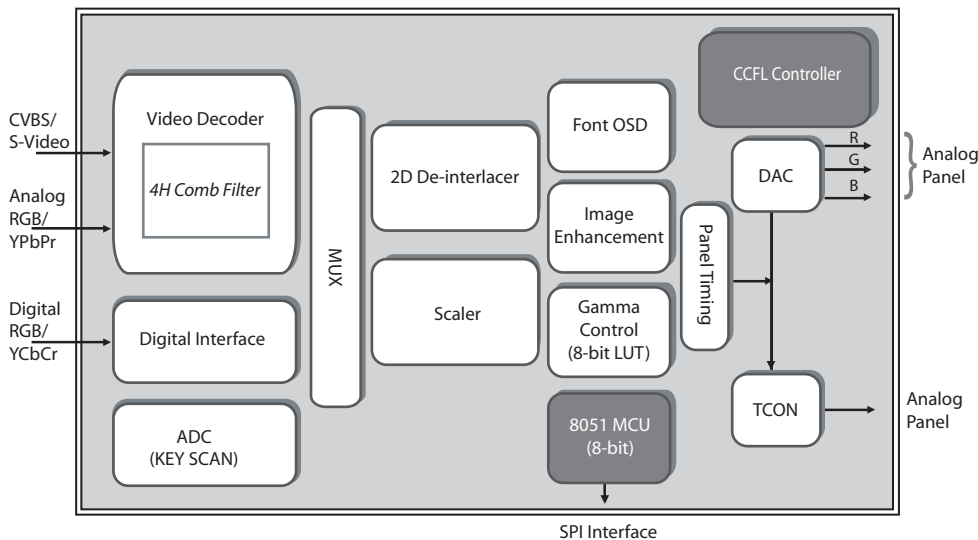 CVBS/
S-Video
Analog
RGB/
YPbPr
Digital
RGB/
YCbCr
Video Decoder
4H Comb Filter
Digital Interface
ADC
(KEY SCAN)
MUX
2D De-interlacer
Scaler
Font OSD
Image
Enhancement
Gamma
Control
(8-bit LUT)
8051 MCU
(8-bit)
SPI Interface
Panel Timing
CCFL Controller
DAC
R
G
B
Analog
Panel
TCON
Analog
Panel